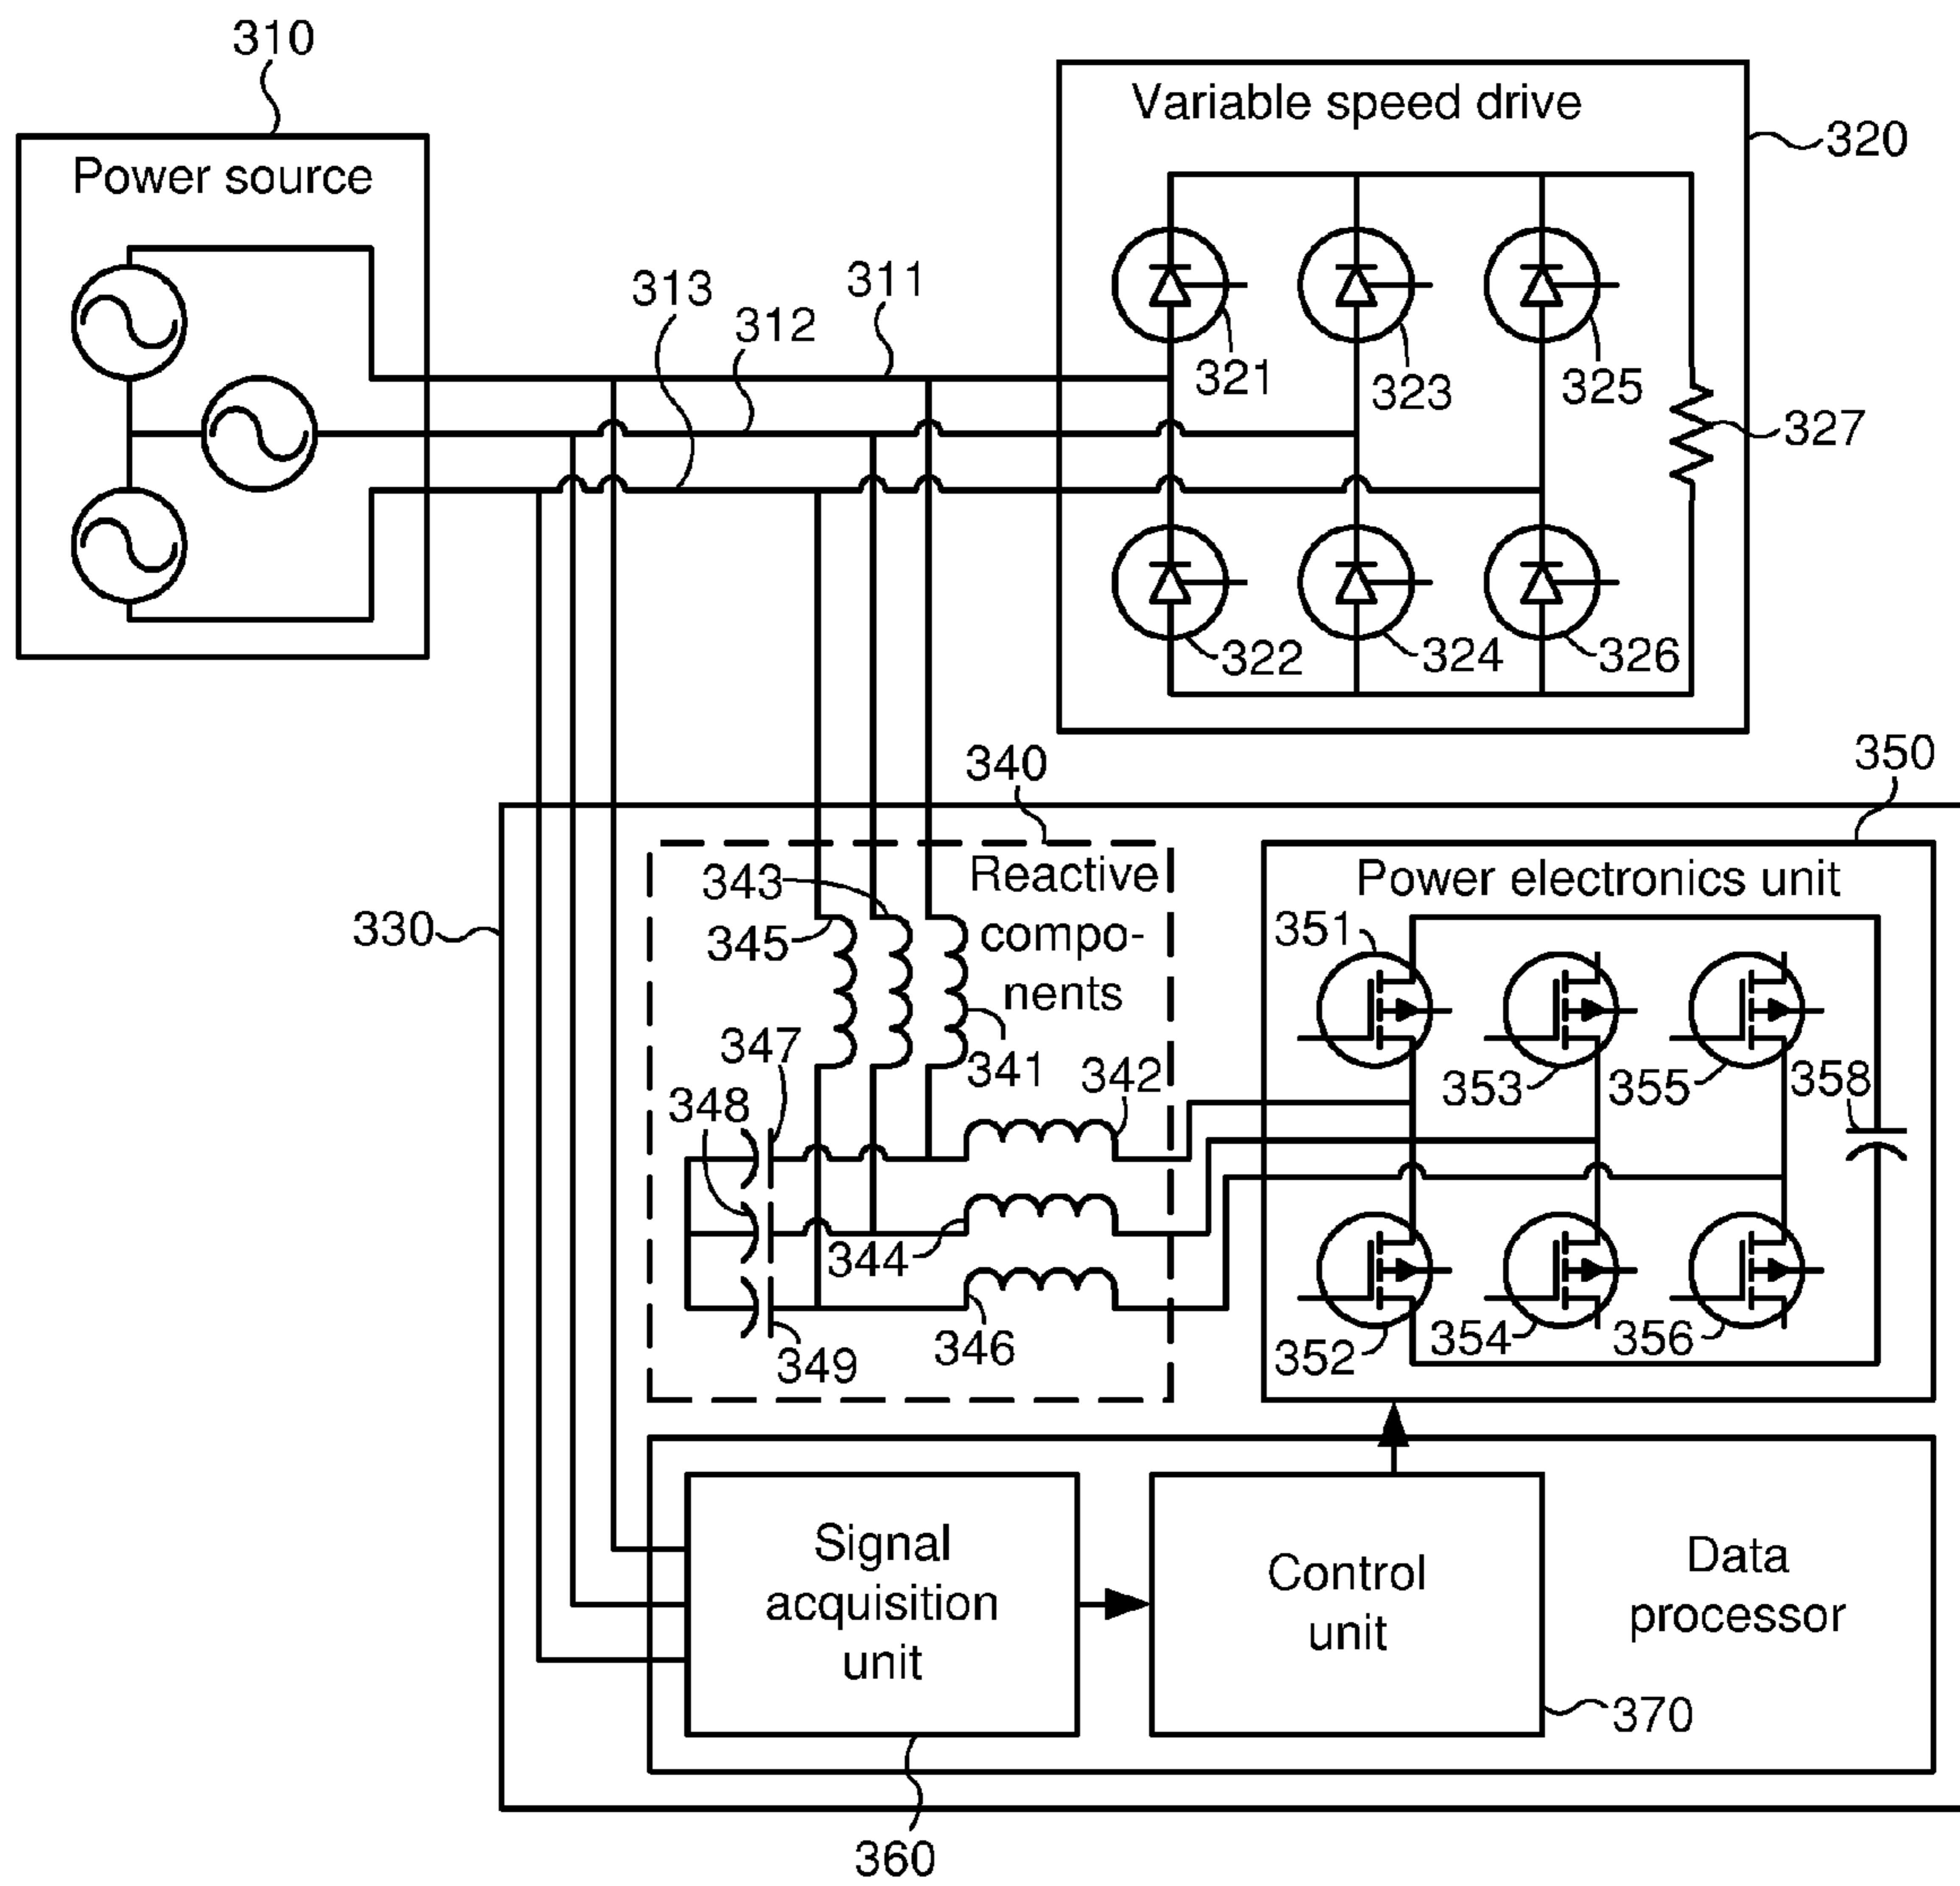 310
Power source
Variable speed drive
320
313
312
311
321
323
325
327
322
324
326
340
350
330
343
345
Reactive
compo-
nents
Power electronics unit
351
347
348
341
342
353
355
358
344
346
349
352
354
356
Signal
acquisition
unit
Control
unit
Data
processor
370
360